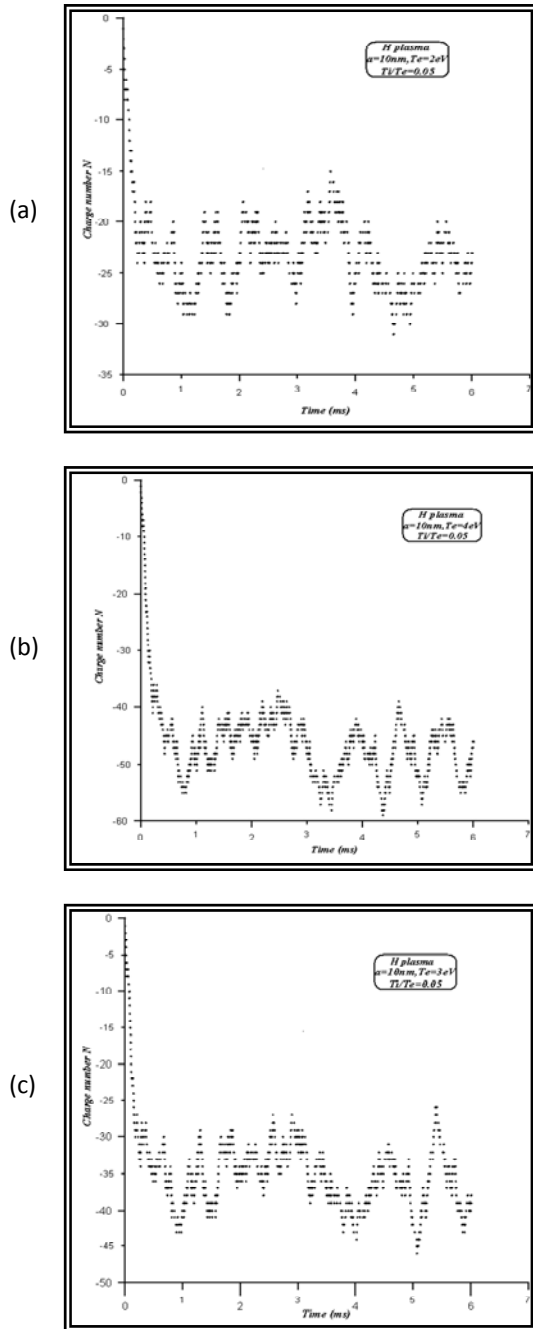 (a)
Charge number N
0
-5
-10
-15
-20
-25
-30
-35
H plasma
a=10nm,Te=2eV
Ti/Te=0.05
0 1 2 3 4 5 6 7
Time (ms)
(b)
Charge number N
0
-10
-20
-30
-40
-50
-60
H plasma
a=10nm,Te=4eV
Ti/Te=0.05
0 1 2 3 4 5 6 7
Time (ms)
(c)
Charge number N
0
-5
-10
-15
-20
-25
-30
-35
-40
-45
-50
H plasma
a=10nm,Te=3eV
Ti/Te=0.05
0 1 2 3 4 5 6 7
Time (ms)